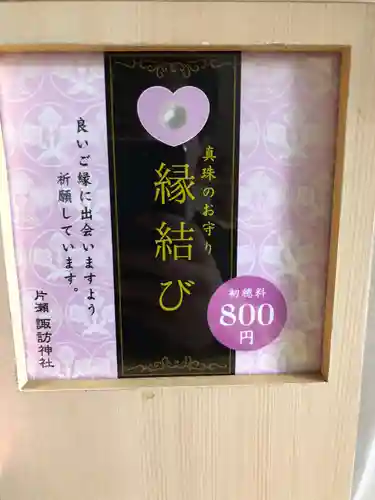 真珠のお守り
縁結び
良いご縁に出会いますよう
祈願しています。
片瀬 諏訪神社
初穂料
800
円